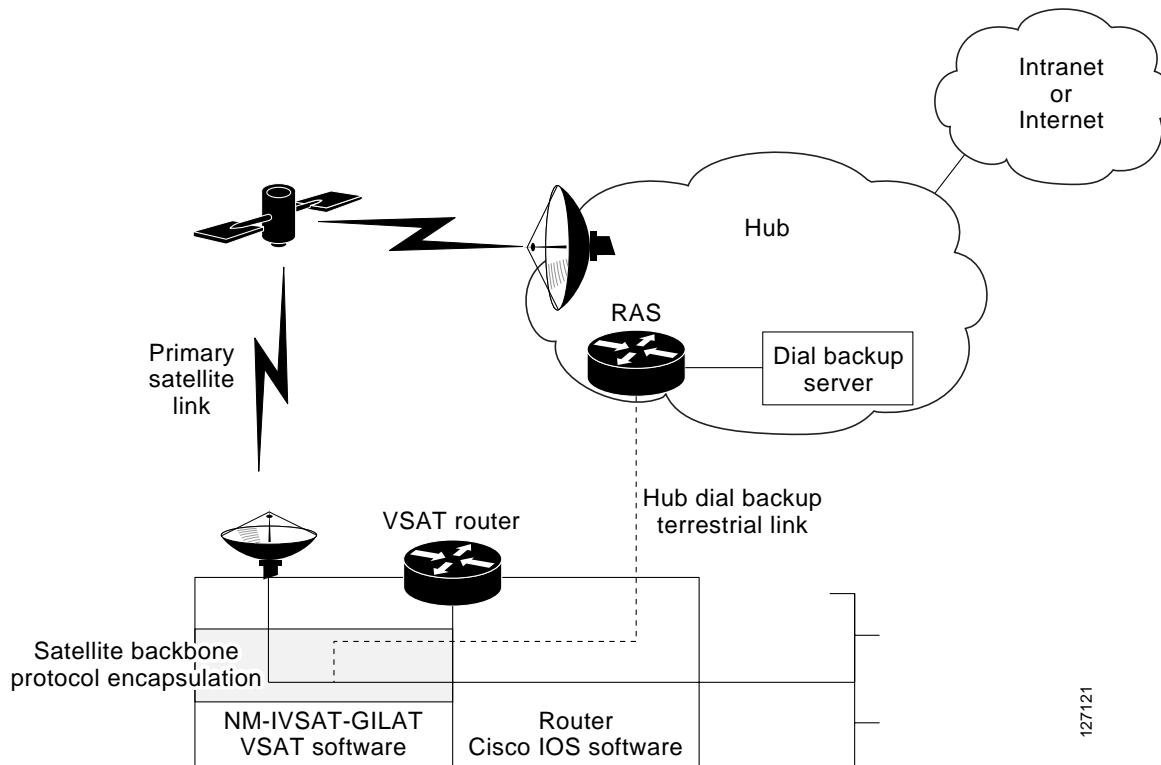 Intranet
or
Internet
Hub
RAS
Dial backup
server
Primary
satellite
link
Hub dial backup
terrestrial link
VSAT router
Satellite backbone
protocol encapsulation
NM-IVSAT-GILAT
VSAT software
Router
Cisco IOS software
127121